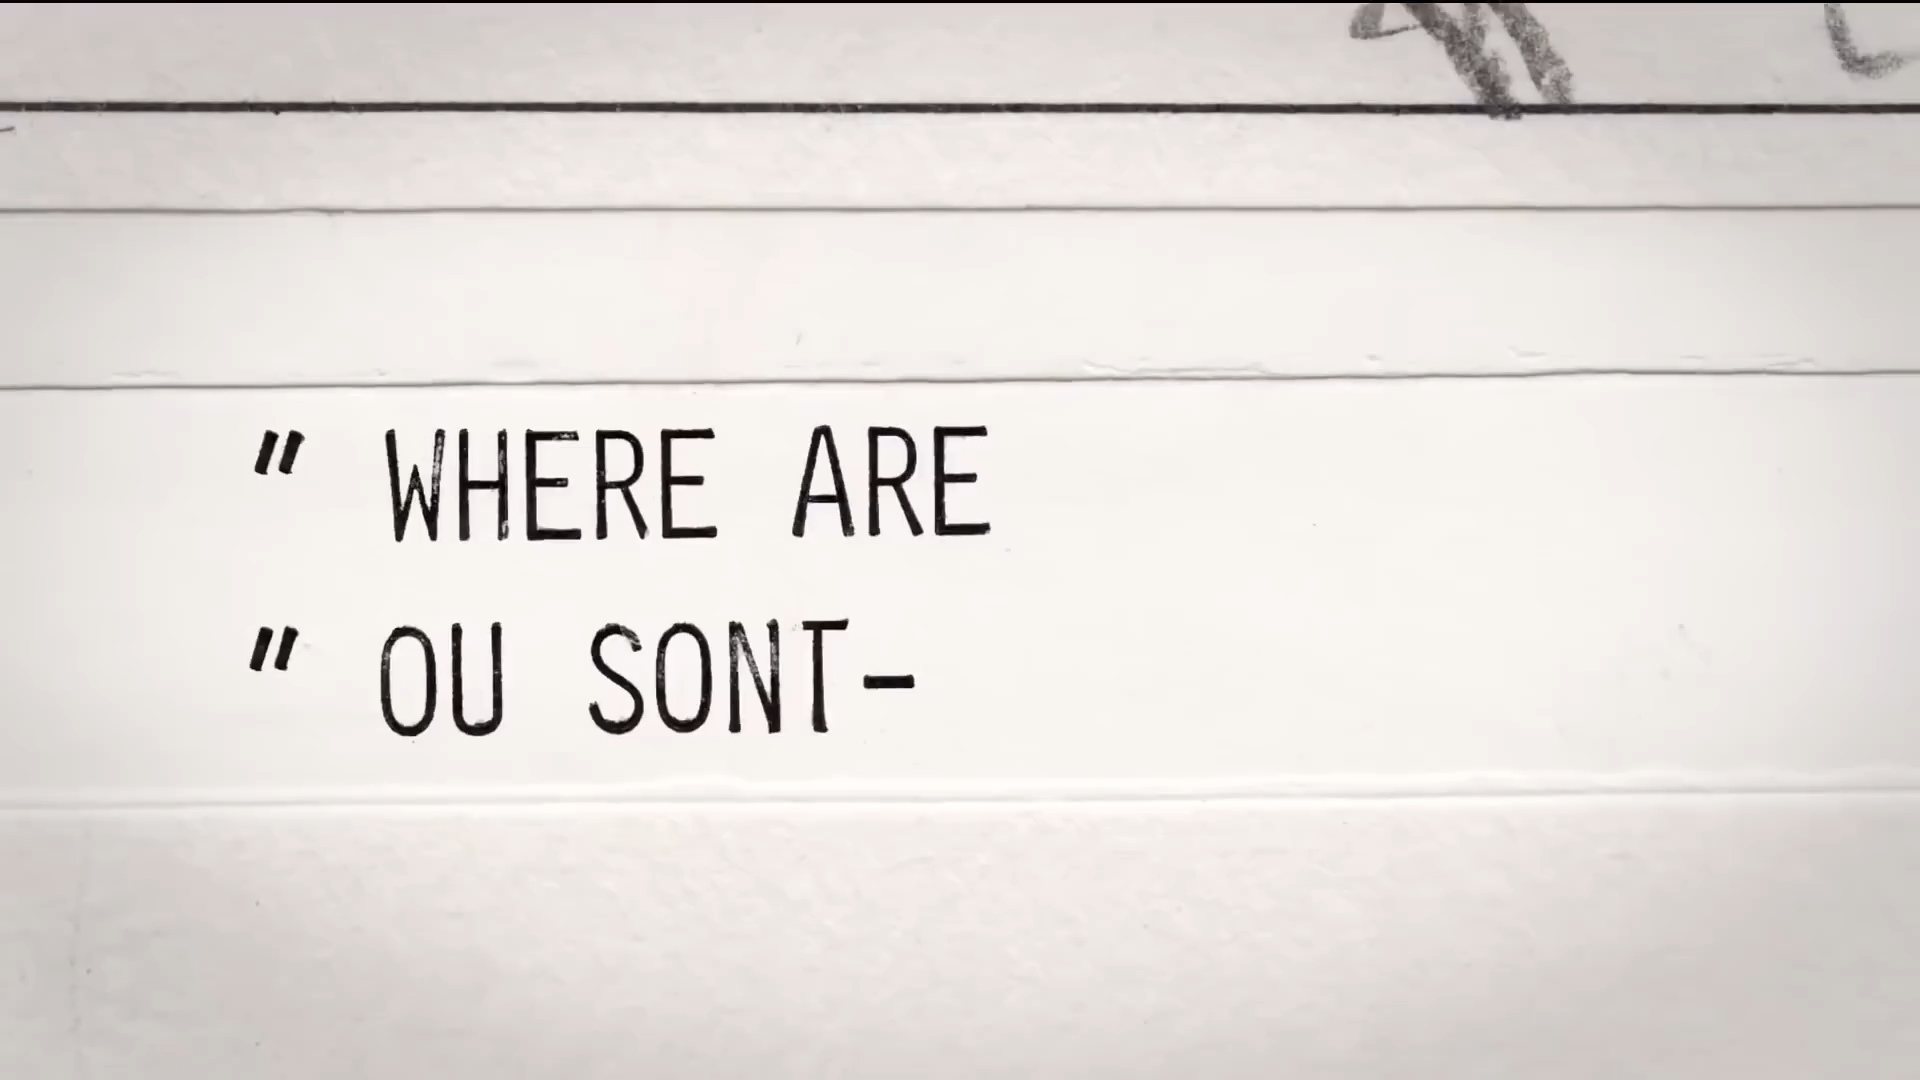 " WHERE ARE
" OU SONT-